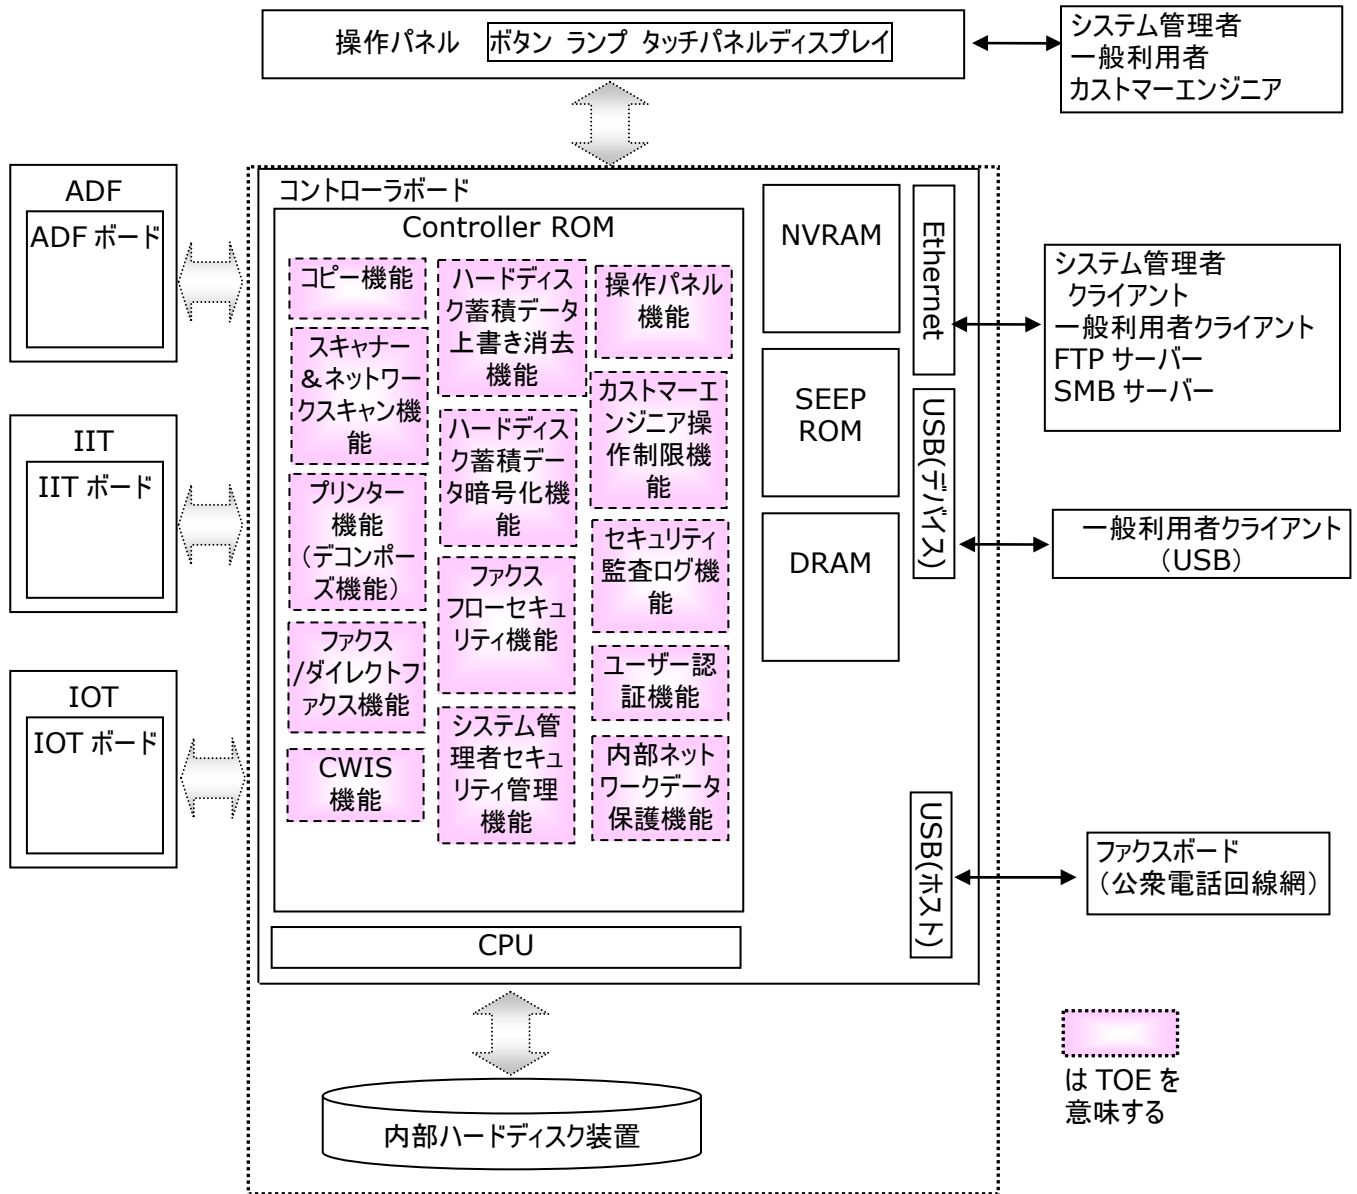 操作パネル ボタン ランプ タッチパネルディスプレイ
システム管理者
一般利用者
カストマーエンジニア
ADF
ADF ボード
IIT
IIT ボード
IOT
IOT ボード
コントローラボード
Controller ROM
コピー機能
スキャナー
＆ネットワー
クスキャン機
能
プリンター
機能
（デコンポー
ズ機能）
ファクス
/ダイレクトフ
ァクス機能
CWIS
機能
ハードディス
ク蓄積データ
上書き消去
機能
ハードディス
ク蓄積デー
タ暗号化機
能
ファクス
フローセキュ
リティ機能
システム管
理者セキュ
リティ管理
機能
操作パネル
機能
カストマーエ
ンジニア操
作制限機
能
セキュリティ
監査ログ機
能
ユーザー認
証機能
内部ネット
ワークデータ
保護機能
NVRAM
SEEP
ROM
DRAM
Ethernet
USB(デバイス)
USB(ホスト)
CPU
システム管理者
クライアント
一般利用者クライアント
FTP サーバー
SMB サーバー
一般利用者クライアント
（USB）
ファクスボード
（公衆電話回線網）
内部ハードディスク装置
は TOE を
意味する